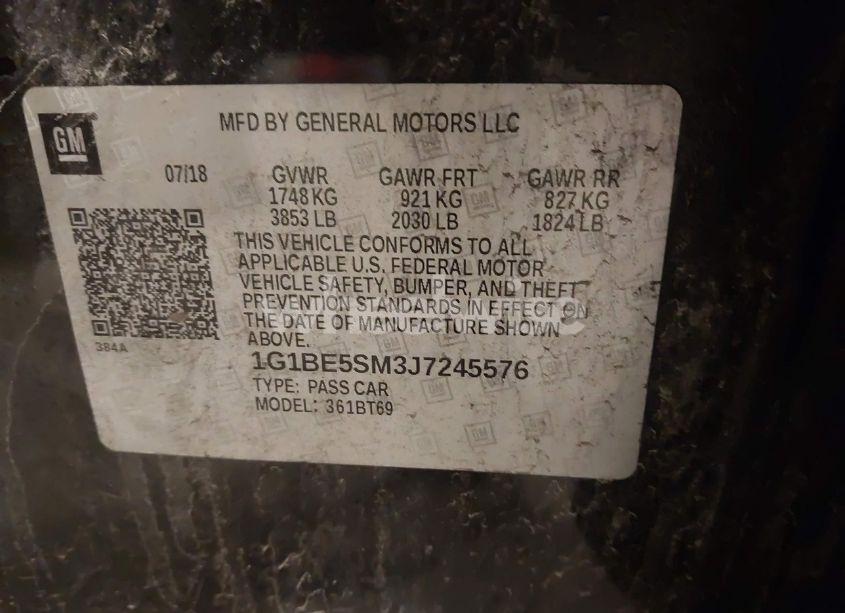 GM
MFD BY GENERAL MOTORS LLC
07/18 GVWR GAWR FRT GAWR RR
1748 KG 921 KG 827 KG
3853 LB 2030 LB 1824 LB
THIS VEHICLE CONFORMS TO ALL
APPLICABLE U.S. FEDERAL MOTOR
VEHICLE SAFETY, BUMPER, AND THEFT
PREVENTION STANDARDS IN EFFECT ON
THE DATE OF MANUFACTURE SHOWN
ABOVE.
384A
1G1BE5SM3J7245576
TYPE: PASS CAR
MODEL: 361BT69